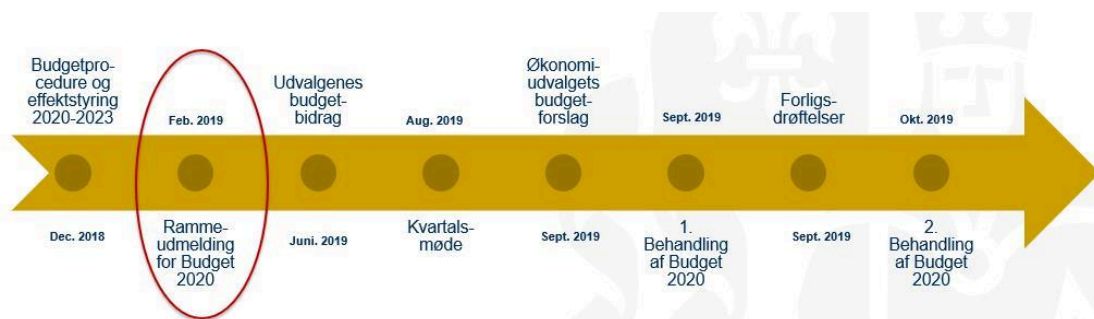 Budgetpro-
cedure og
effektstyring
2020-2023
Dec. 2018
Feb. 2019
Ramme-
udmelding
for Budget
2020
Udvalgenes
budget-
bidrag
Juni. 2019
Aug. 2019
Kvartals-
møde
Økonomi-
udvalgets
budget-
forslag
Sept. 2019
Sept. 2019
1.
Behandling
af Budget
2020
Forligs-
drøftelser
Sept. 2019
Okt. 2019
2.
Behandling
af Budget
2020